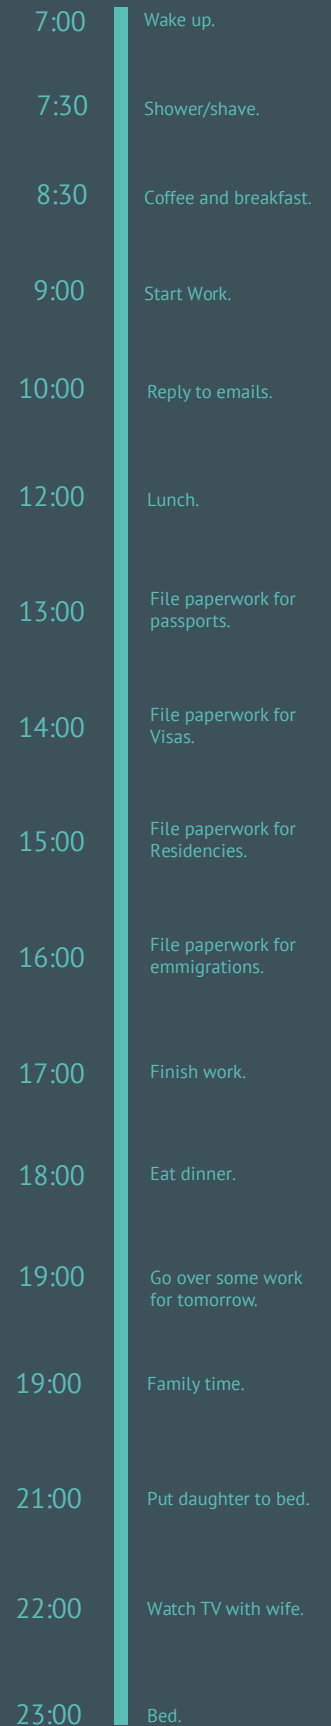 7:00 Wake up.
7:30 Shower/shave.
8:30 Coffee and breakfast.
9:00 Start Work.
10:00 Reply to emails.
12:00 Lunch.
13:00 File paperwork for
passports.
14:00 File paperwork for
Visas.
15:00 File paperwork for
Residencies.
16:00 File paperwork for
emmigrations.
17:00 Finish work.
18:00 Eat dinner.
19:00 Go over some work
for tomorrow.
19:00 Family time.
21:00 Put daughter to bed.
22:00 Watch TV with wife.
23:00 Bed.